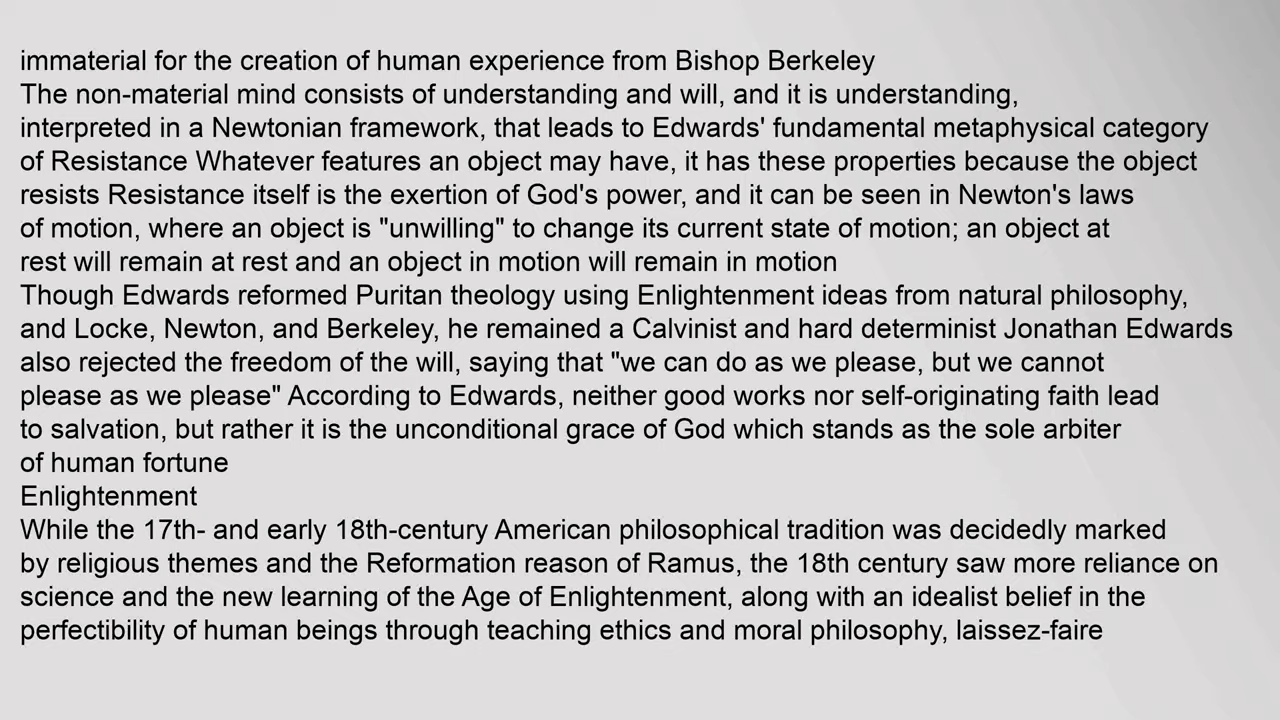 immaterial for the creation of human experience from Bishop Berkeley
The non-material mind consists of understanding and will, and it is understanding,
interpreted in a Newtonian framework, that leads to Edwards' fundamental metaphysical category
of Resistance Whatever features an object may have, it has these properties because the object
resists Resistance itself is the exertion of God's power, and it can be seen in Newton's laws
of motion, where an object is "unwilling" to change its current state of motion; an object at
rest will remain at rest and an object in motion will remain in motion
Though Edwards reformed Puritan theology using Enlightenment ideas from natural philosophy,
and Locke, Newton, and Berkeley, he remained a Calvinist and hard determinist Jonathan Edwards
also rejected the freedom of the will, saying that "we can do as we please, but we cannot
please as we please" According to Edwards, neither good works nor self-originating faith lead
to salvation, but rather it is the unconditional grace of God which stands as the sole arbiter
of human fortune
Enlightenment
While the 17th- and early 18th-century American philosophical tradition was decidedly marked
by religious themes and the Reformation reason of Ramus, the 18th century saw more reliance on
science and the new learning of the Age of Enlightenment, along with an idealist belief in the
perfectibility of human beings through teaching ethics and moral philosophy, laissez-faire